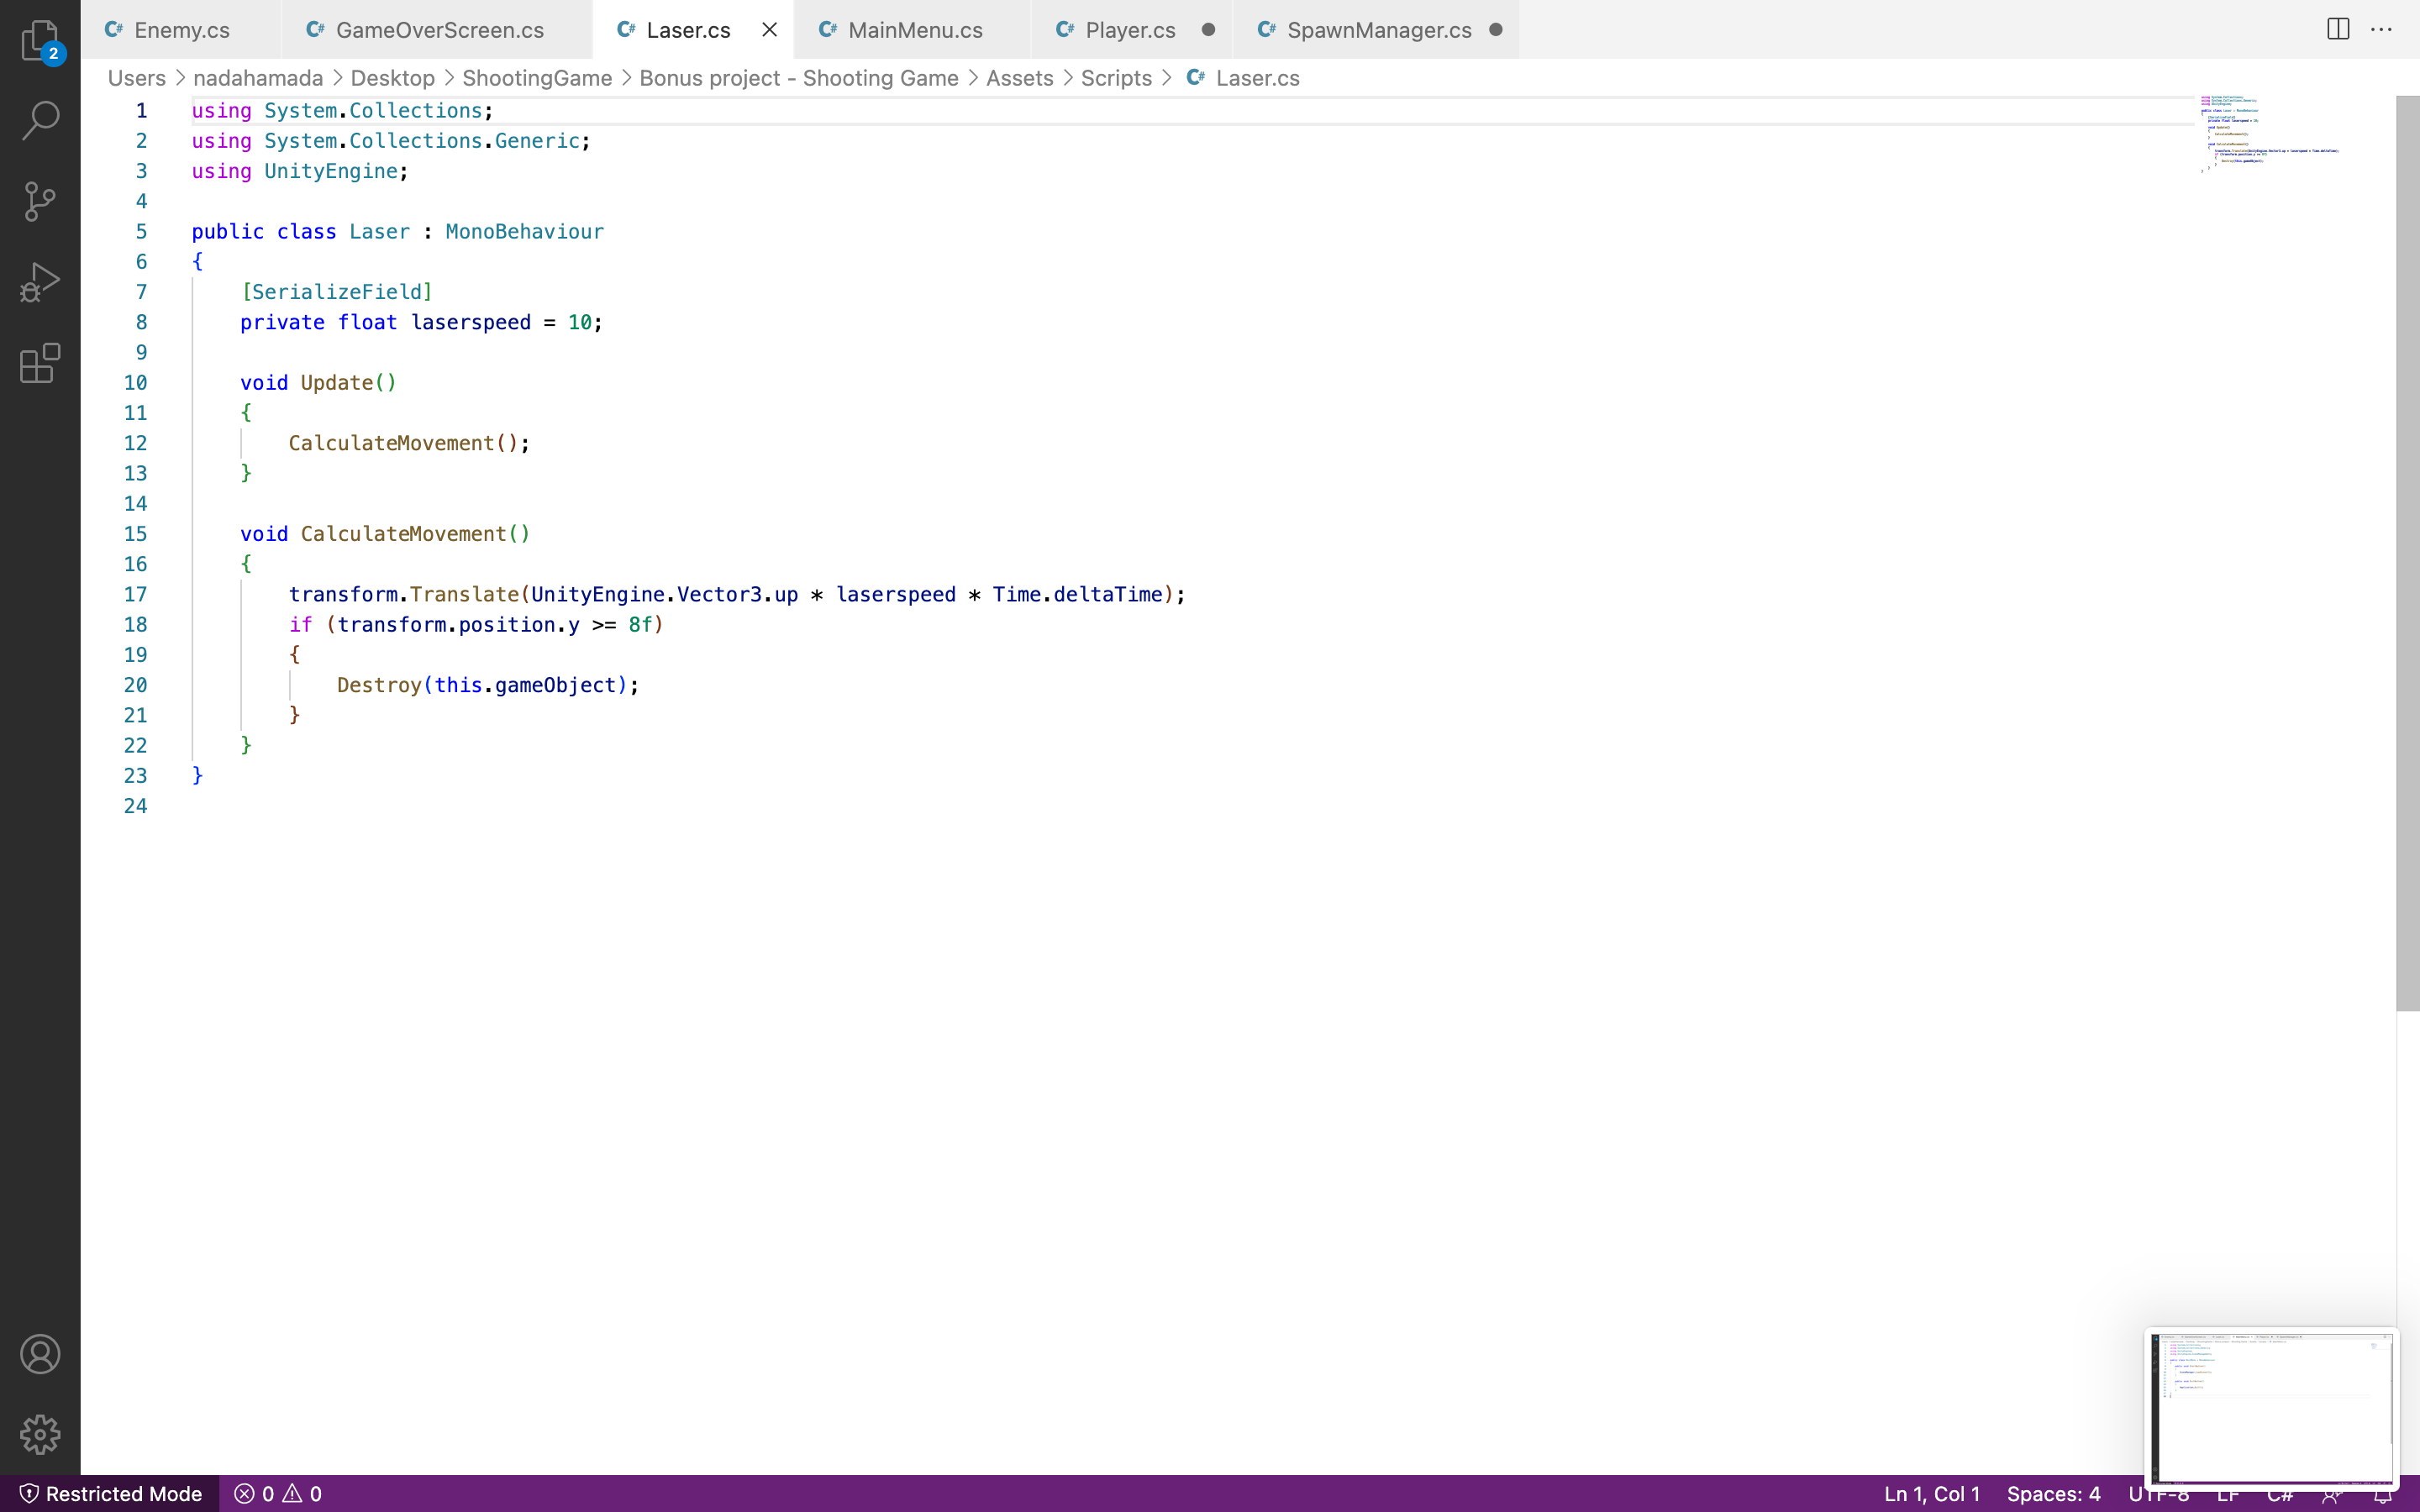 2
C# Enemy.cs
C# GameOverScreen.cs
C# Laser.cs
C# MainMenu.cs
C# Player.cs
C# SpawnManager.cs
Users > nadahamada > Desktop > ShootingGame > Bonus project - Shooting Game > Assets > Scripts > C# Laser.cs
1 using System.Collections;
2 using System.Collections.Generic;
3 using UnityEngine;
4
5 public class Laser : MonoBehaviour
6 {
7     [SerializeField]
8     private float laserspeed = 10;
9
10     void Update()
11     {
12         CalculateMovement();
13     }
14
15     void CalculateMovement()
16     {
17         transform.Translate(UnityEngine.Vector3.up * laserspeed * Time.deltaTime);
18         if (transform.position.y >= 8f)
19         {
20             Destroy(this.gameObject);
21         }
22     }
23 }
24
Restricted Mode 0 0 Ln 1, Col 1 Spaces: 4 UTF-8 LF C#